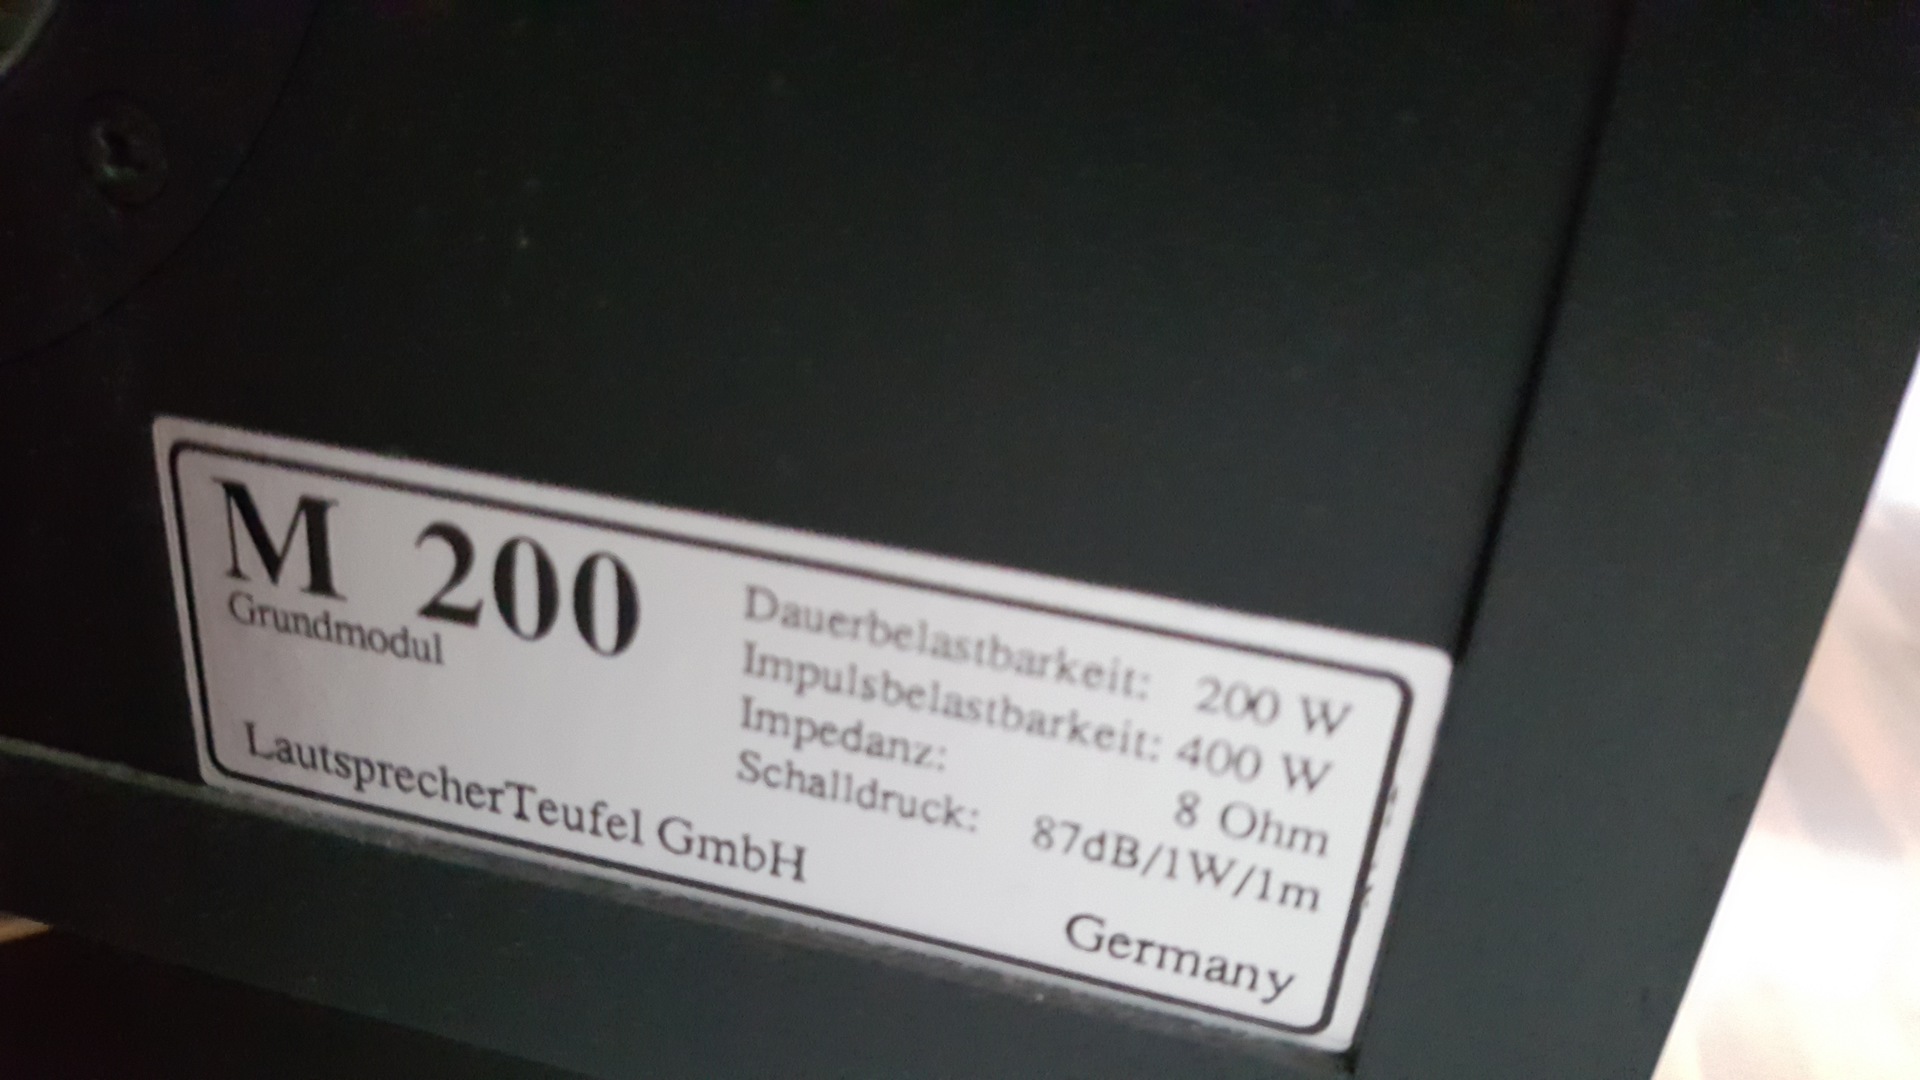 M 200
Grundmodul
Dauerbelastbarkeit: 200 W
Impulsbelastbarkeit: 400 W
Impedanz: 8 Ohm
Schalldruck: 87dB/1W/1m
LautsprecherTeufel GmbH
Germany